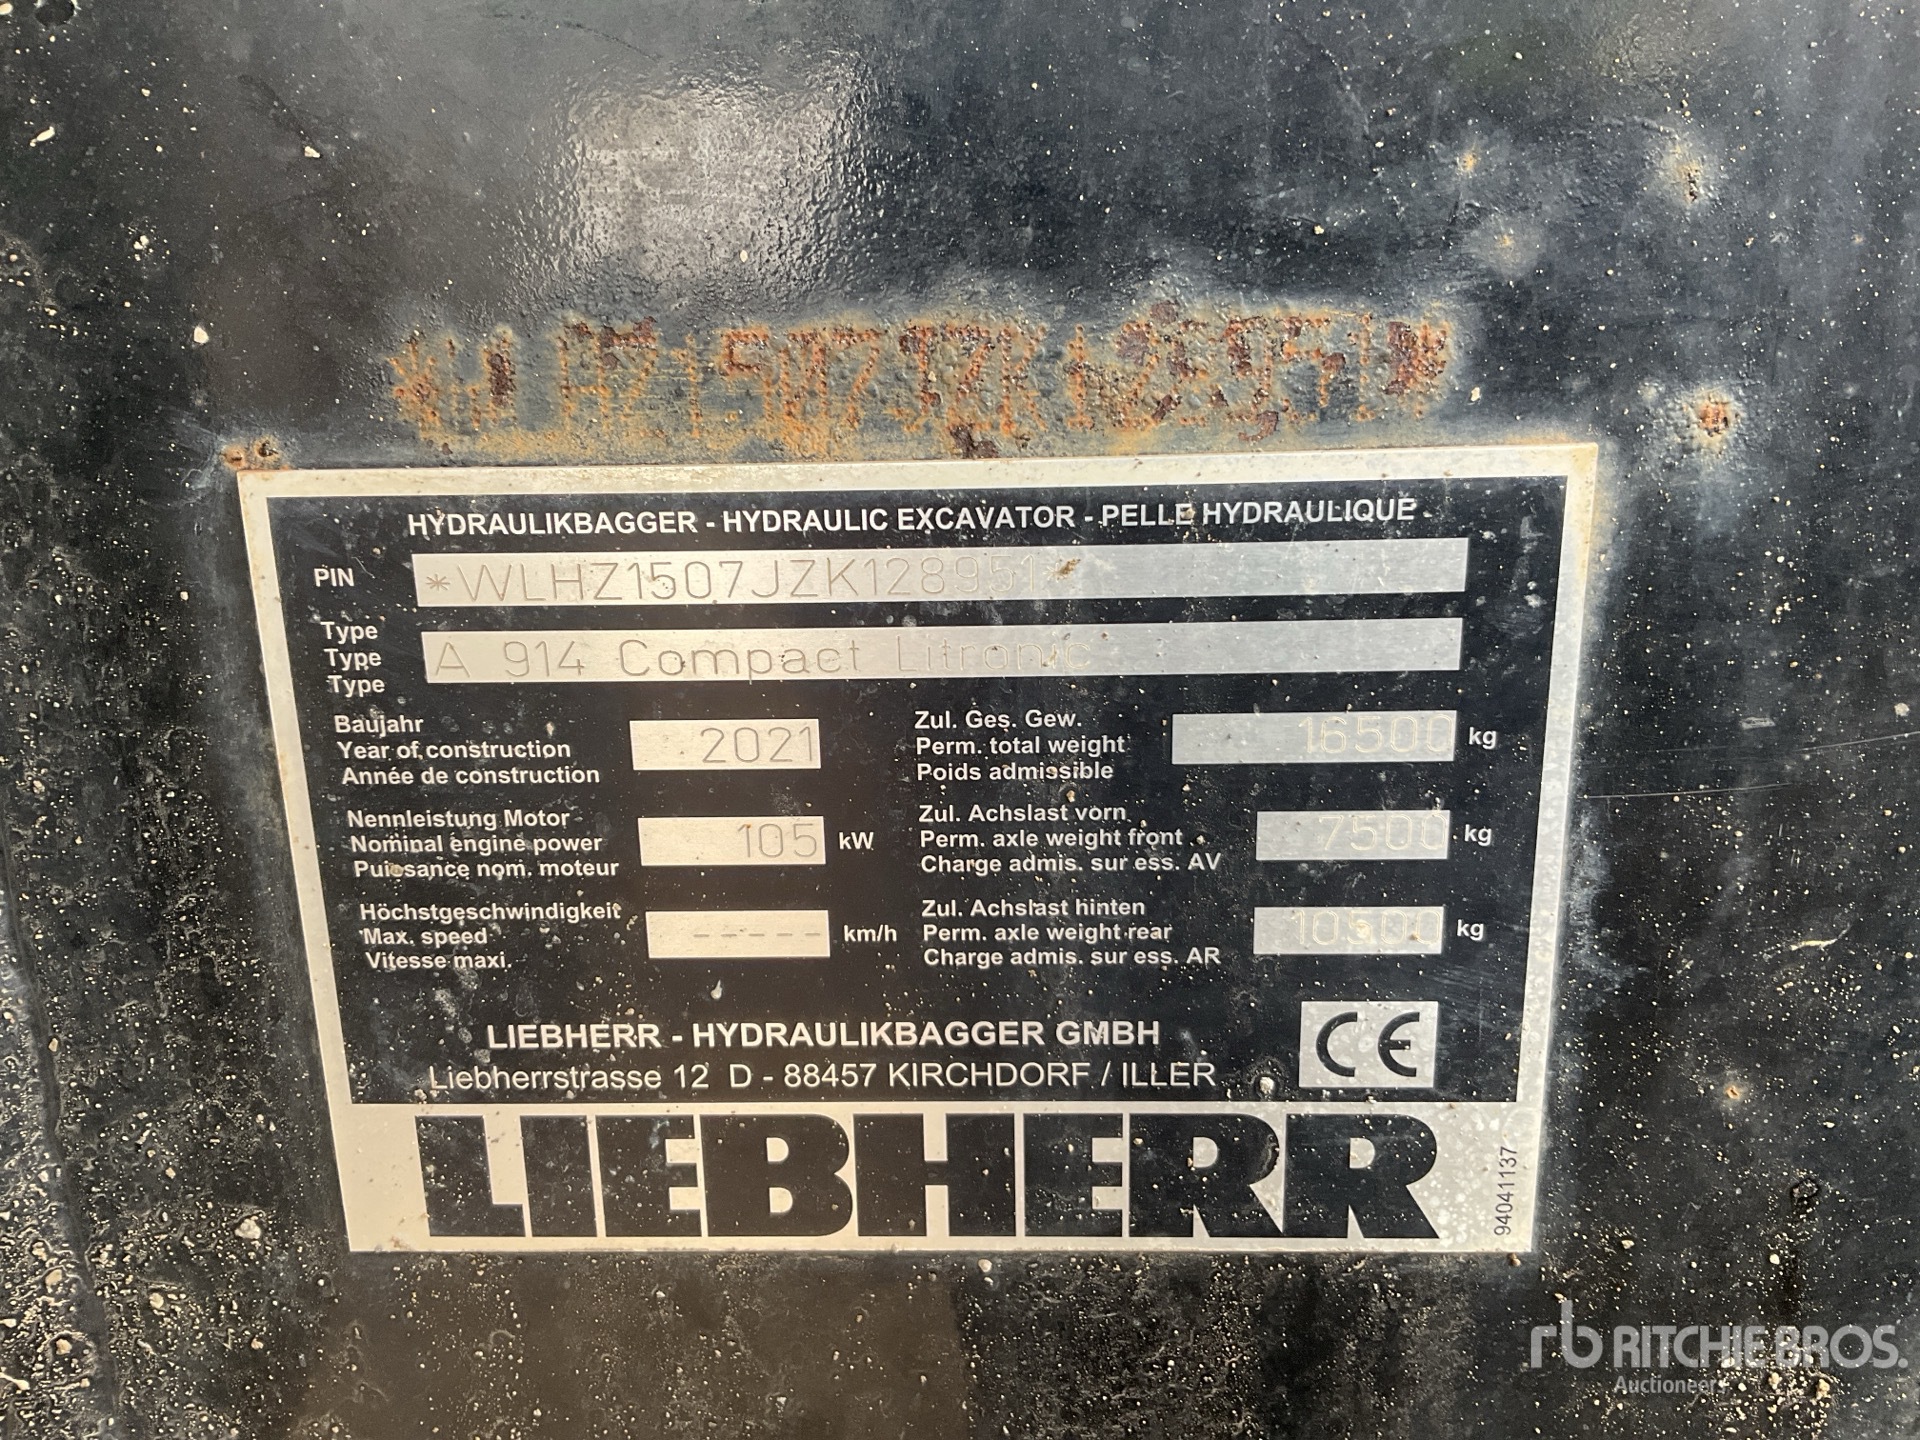 *WLHZ1507JZK128951*
HYDRAULIKBAGGER - HYDRAULIC EXCAVATOR - PELLE HYDRAULIQUE
PIN *WLHZ1507JZK128951*
Type
Type A 914 Compact Litronic
Type
Baujahr
Year of construction 2021
Année de construction
Zul. Ges. Gew.
Perm. total weight 16500 kg
Poids admissible
Nennleistung Motor
Nominal engine power 105 kW
Puissance nom. moteur
Zul. Achslast vorn
Perm. axle weight front 7500 kg
Charge admis. sur ess. AV
Höchstgeschwindigkeit
Max. speed ----- km/h
Vitesse maxi.
Zul. Achslast hinten
Perm. axle weight rear 10500 kg
Charge admis. sur ess. AR
LIEBHERR - HYDRAULIKBAGGER GMBH
Liebherrstrasse 12 D - 88457 KIRCHDORF / ILLER
CE
LIEBHERR
94041137
rb RITCHIE BROS.
Auctioneers